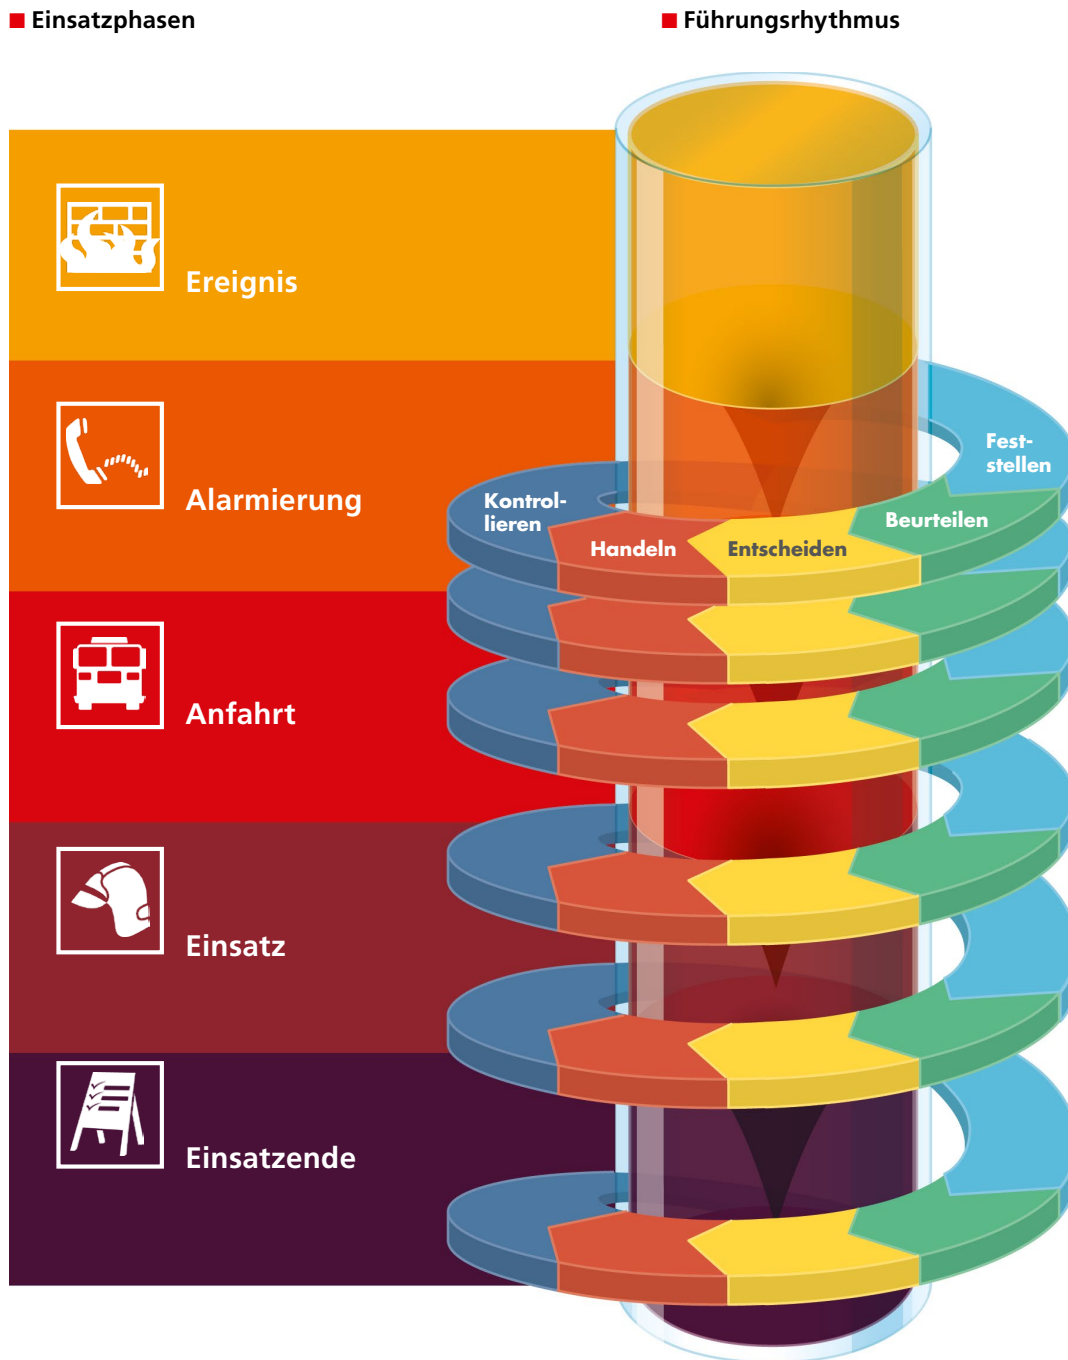 Einsatzphasen
Führungsrhythmus
Ereignis
Alarmierung
Anfahrt
Einsatz
Einsatzende
Fest-
stellen
Beurteilen
Entscheiden
Handeln
Kontrol-
lieren